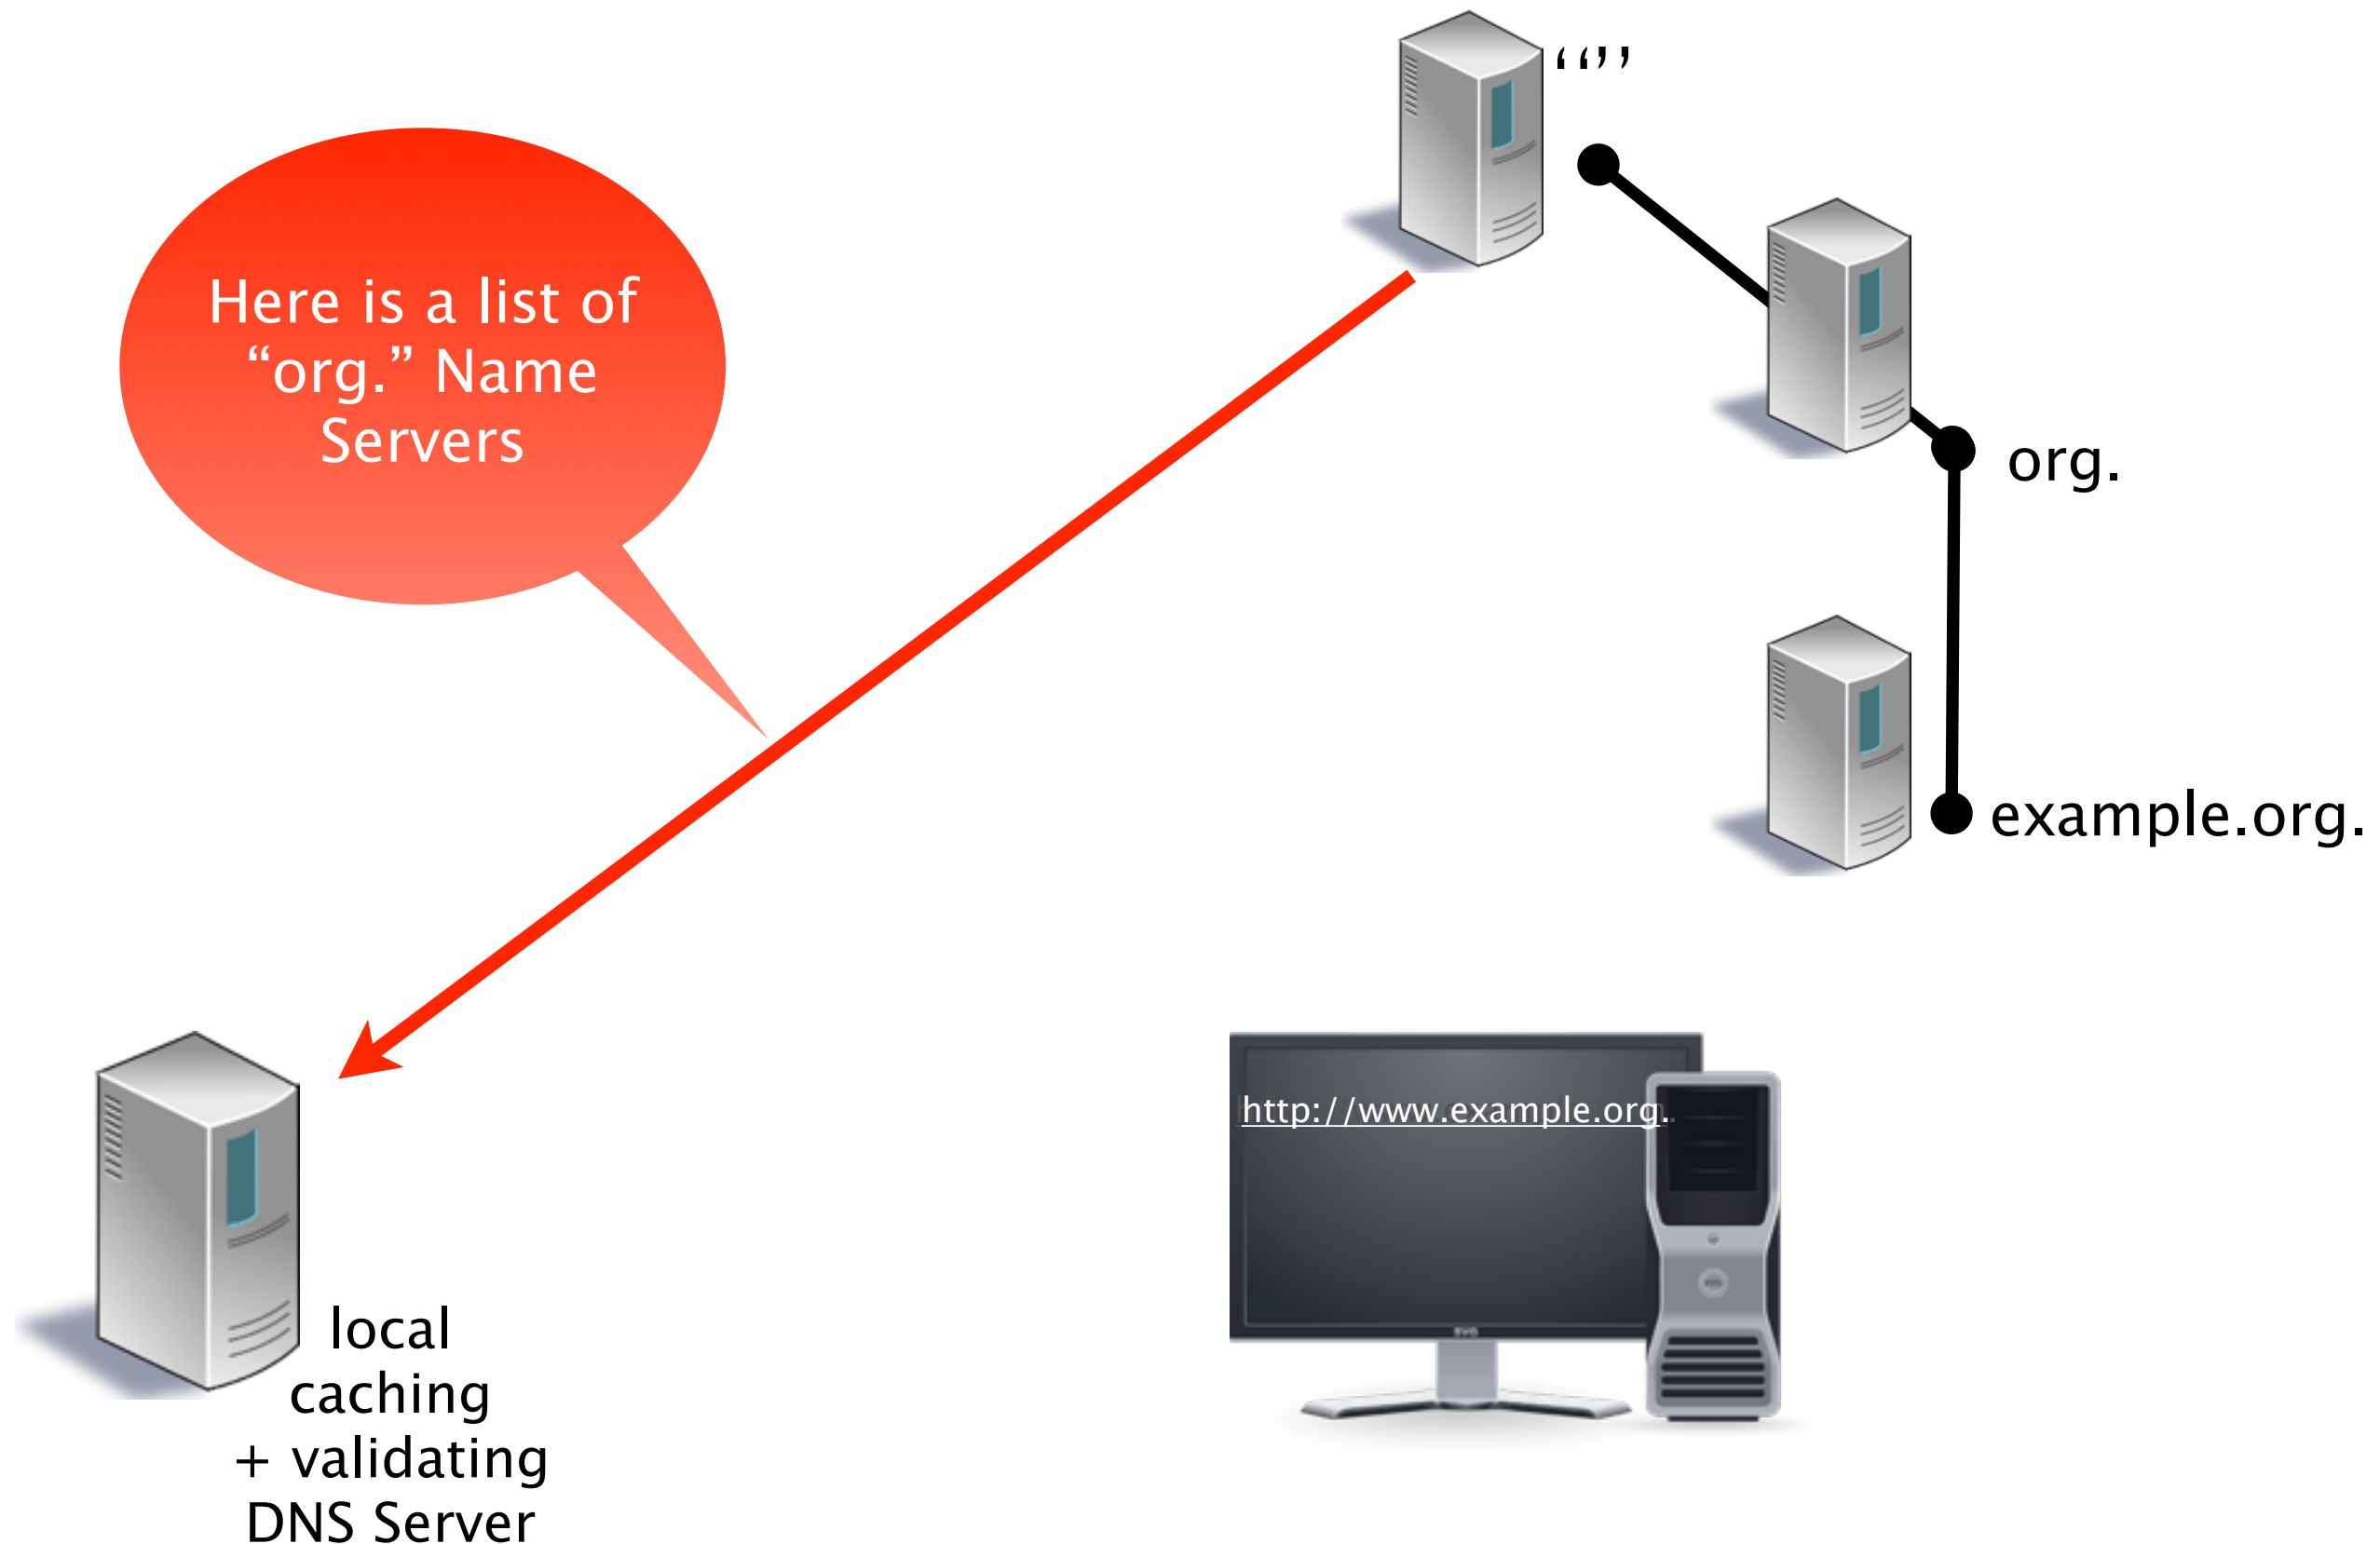 “”
Here is a list of
“org.” Name
Servers
org.
example.org.
http://www.example.org.
local
caching
+ validating
DNS Server